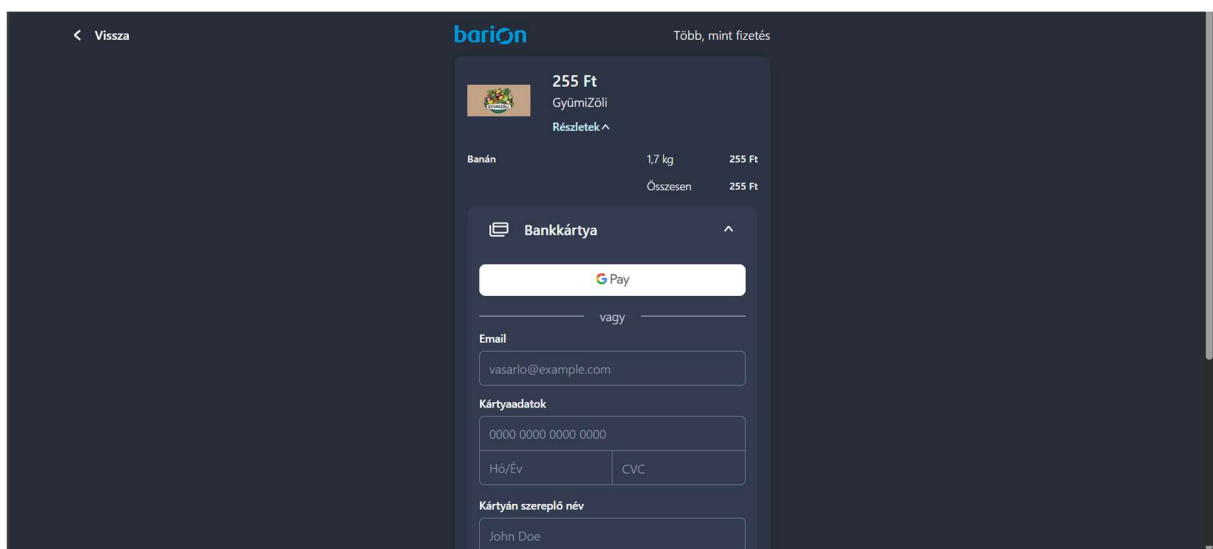 Vissza
barion
Több, mint fizetés
255 Ft
GyümiZöli
Részletek
Banán 1,7 kg 255 Ft
Összesen 255 Ft
Bankkártya
G Pay
vagy
Email
vasarlo@example.com
Kártyaadatok
0000 0000 0000 0000
Hó/Év CVC
Kártyán szereplő név
John Doe